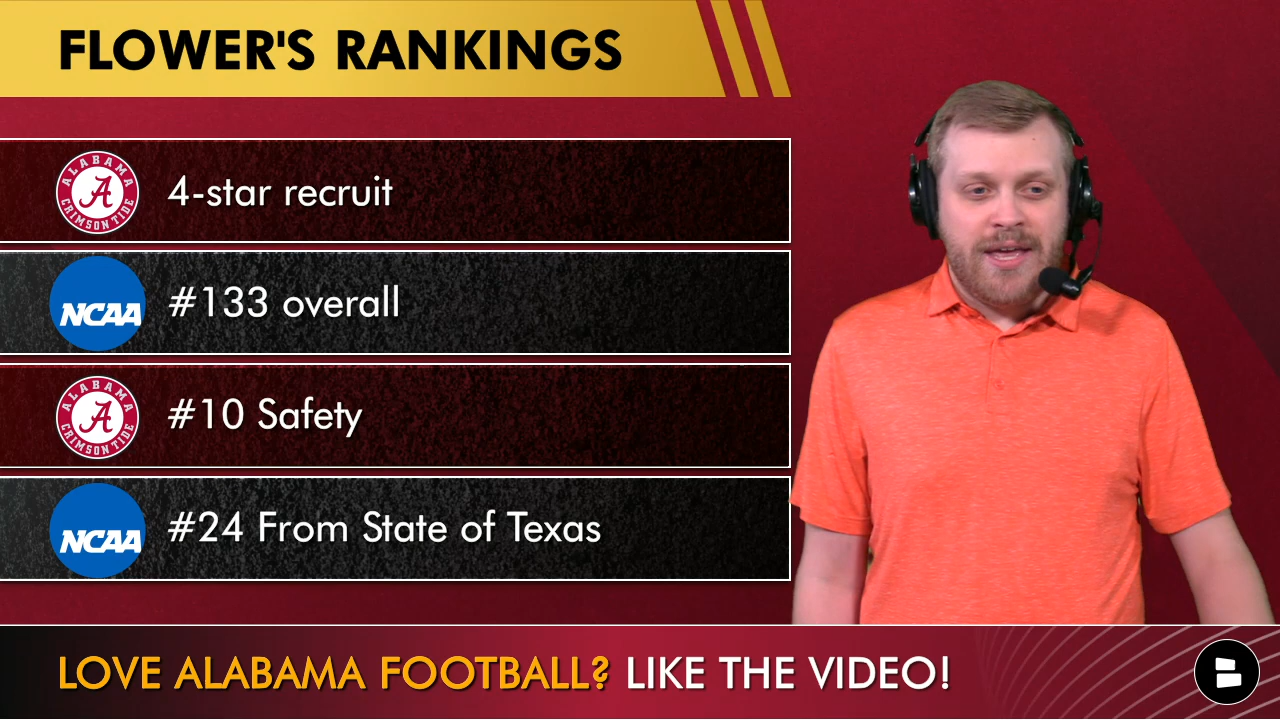 FLOWER'S RANKINGS
ALABAMA
A
CRIMSON TIDE
4-star recruit
NCAA
#133 overall
ALABAMA
A
CRIMSON TIDE
#10 Safety
NCAA
#24 From State of Texas
LOVE ALABAMA FOOTBALL? LIKE THE VIDEO!